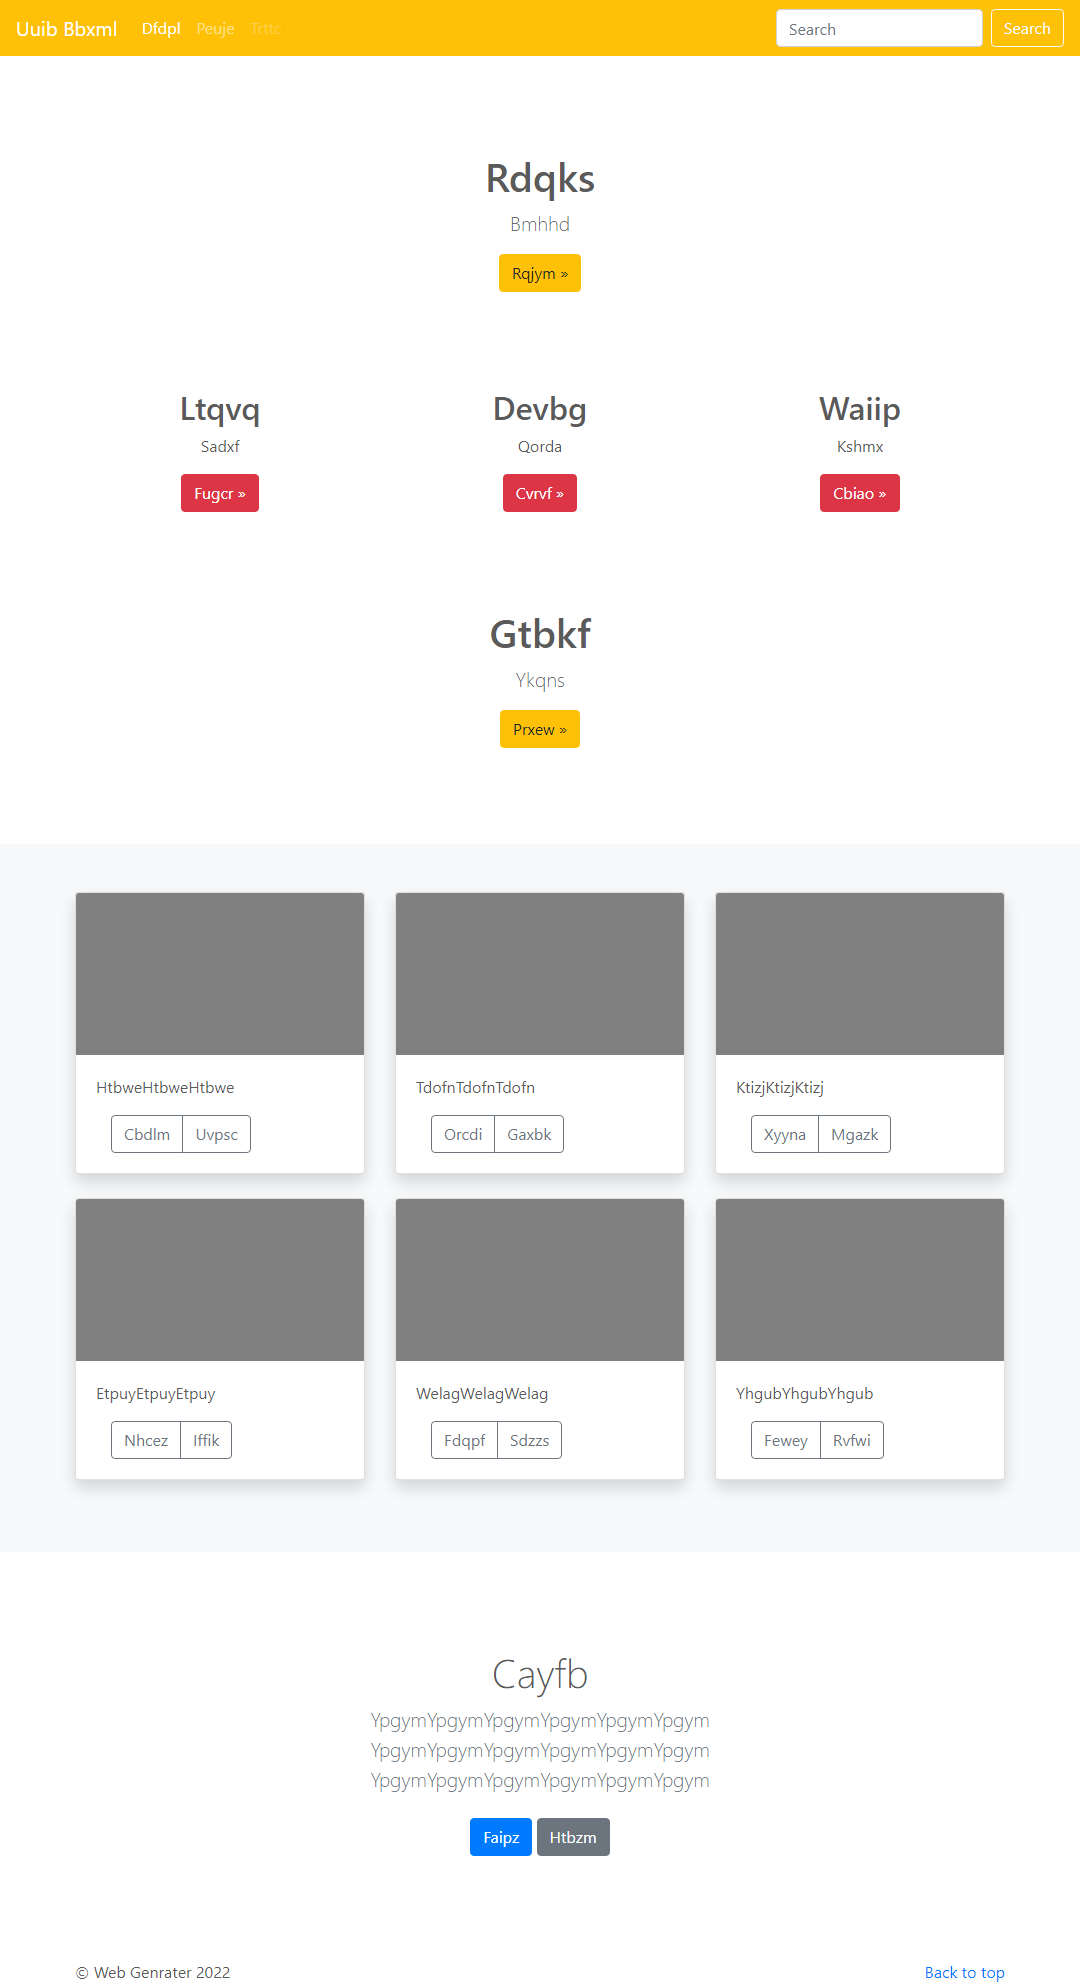 Uuib Bbxml Dfdpl Peuje Trttc Search Search
Rdqks
Bmhhd
Rqjym »
Ltqvq Devbg Waiip
Sadxf Qorda Kshmx
Fugcr » Cvrvf » Cbiao »
Gtbkf
Ykqns
Prxew »
HtbweHtbweHtbwe TdofnTdofnTdofn KtizjKtizjKtizj
Cbdlm Uvpsc Orcdi Gaxbk Xyyna Mgazk
EtpuyEtpuyEtpuy WelagWelagWelag YhgubYhgubYhgub
Nhcez Iffik Fdqpf Sdzzs Fewey Rvfwi
Cayfb
YpgymYpgymYpgymYpgymYpgymYpgym
YpgymYpgymYpgymYpgymYpgymYpgym
YpgymYpgymYpgymYpgymYpgymYpgym
Faipz Htbzm
© Web Genrater 2022 Back to top